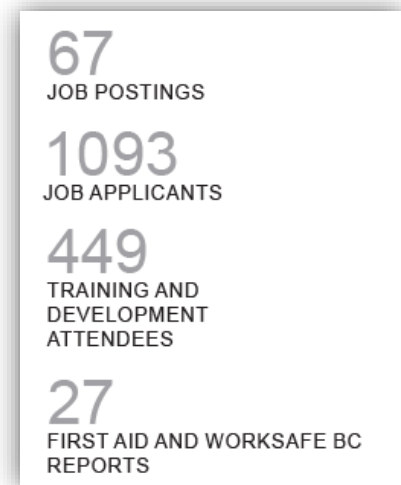 67
JOB POSTINGS
1093
JOB APPLICANTS
449
TRAINING AND
DEVELOPMENT
ATTENDEES
27
FIRST AID AND WORKSAFE BC
REPORTS